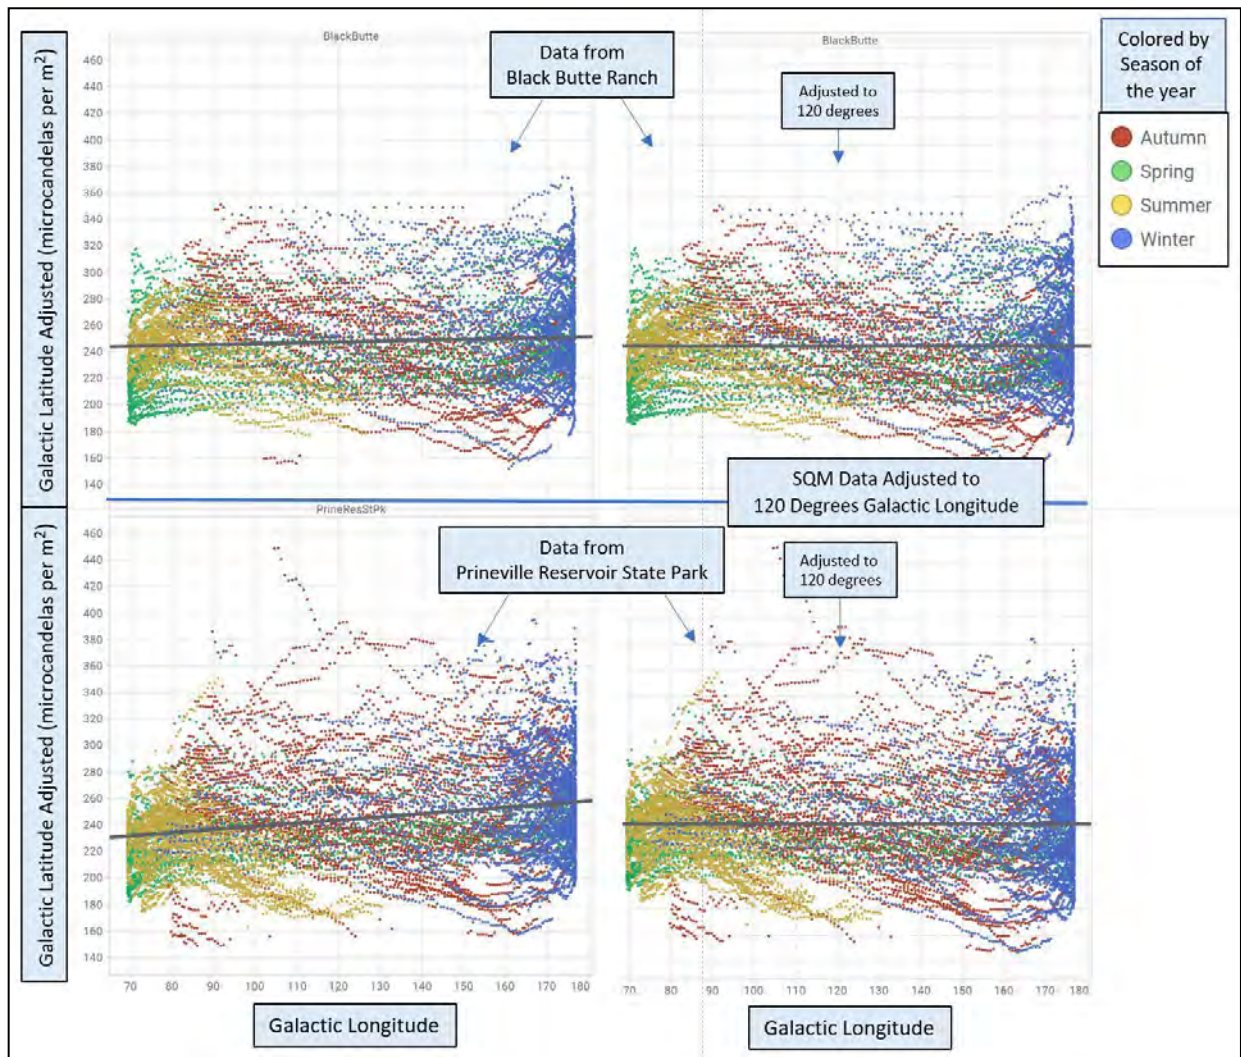 BlackButte
Data from
Black Butte Ranch
BlackButte
Adjusted to
120 degrees
Colored by
Season of
the year
Autumn
Spring
Summer
Winter
Galactic Latitude Adjusted (microcandelas per m²)
460
440
420
400
380
360
340
320
300
280
260
240
220
200
180
160
140
SQM Data Adjusted to
120 Degrees Galactic Longitude
PrineResStPk
Data from
Prineville Reservoir State Park
Adjusted to
120 degrees
Galactic Latitude Adjusted (microcandelas per m²)
460
440
420
400
380
360
340
320
300
280
260
240
220
200
180
160
140
70 80 90 100 110 120 130 140 150 160 170 180
70 80 90 100 110 120 130 140 150 160 170 180
Galactic Longitude
Galactic Longitude